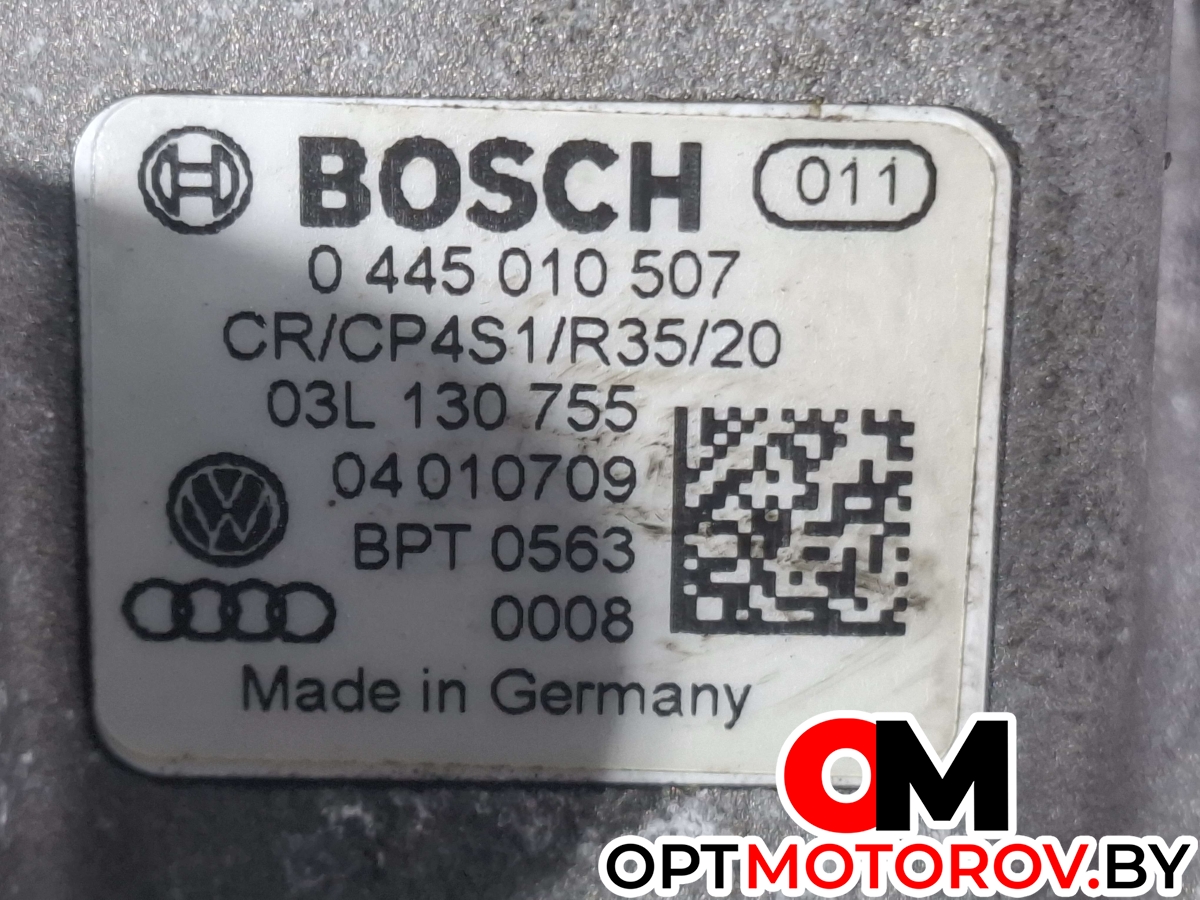 BOSCH 011
0 445 010 507
CR/CP4S1/R35/20
03L 130 755
04 010709
BPT 0563
0008
Made in Germany
OM
OPTMOTOROV.BY